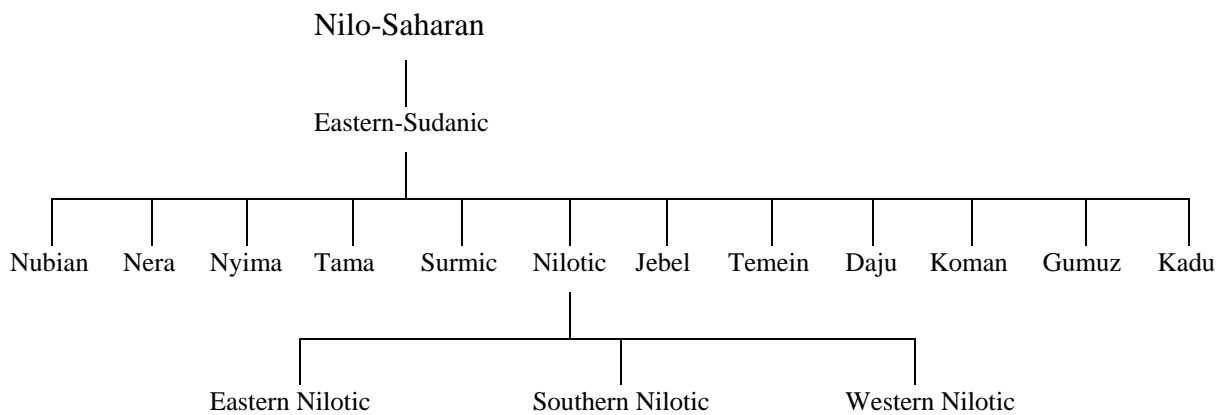 Nilo-Saharan
Eastern-Sudanic
Nubian Nera Nyima Tama Surmic Nilotic Jebel Temein Daju Koman Gumuz Kadu
Eastern Nilotic Southern Nilotic Western Nilotic